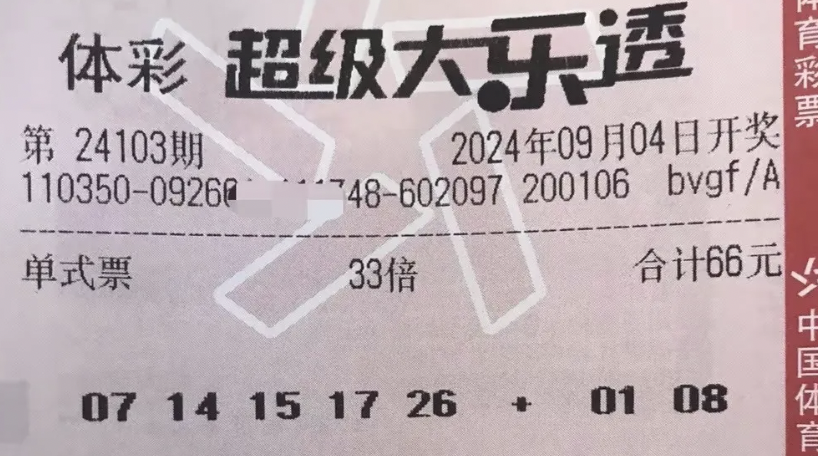 体彩 超级大乐透
第 24103期 2024年09月04日开奖
110350-0926 48-602097 200106 bvgf/A
单式票 33倍 合计66元
07 14 15 17 26 + 01 08
体育彩票
中国体育